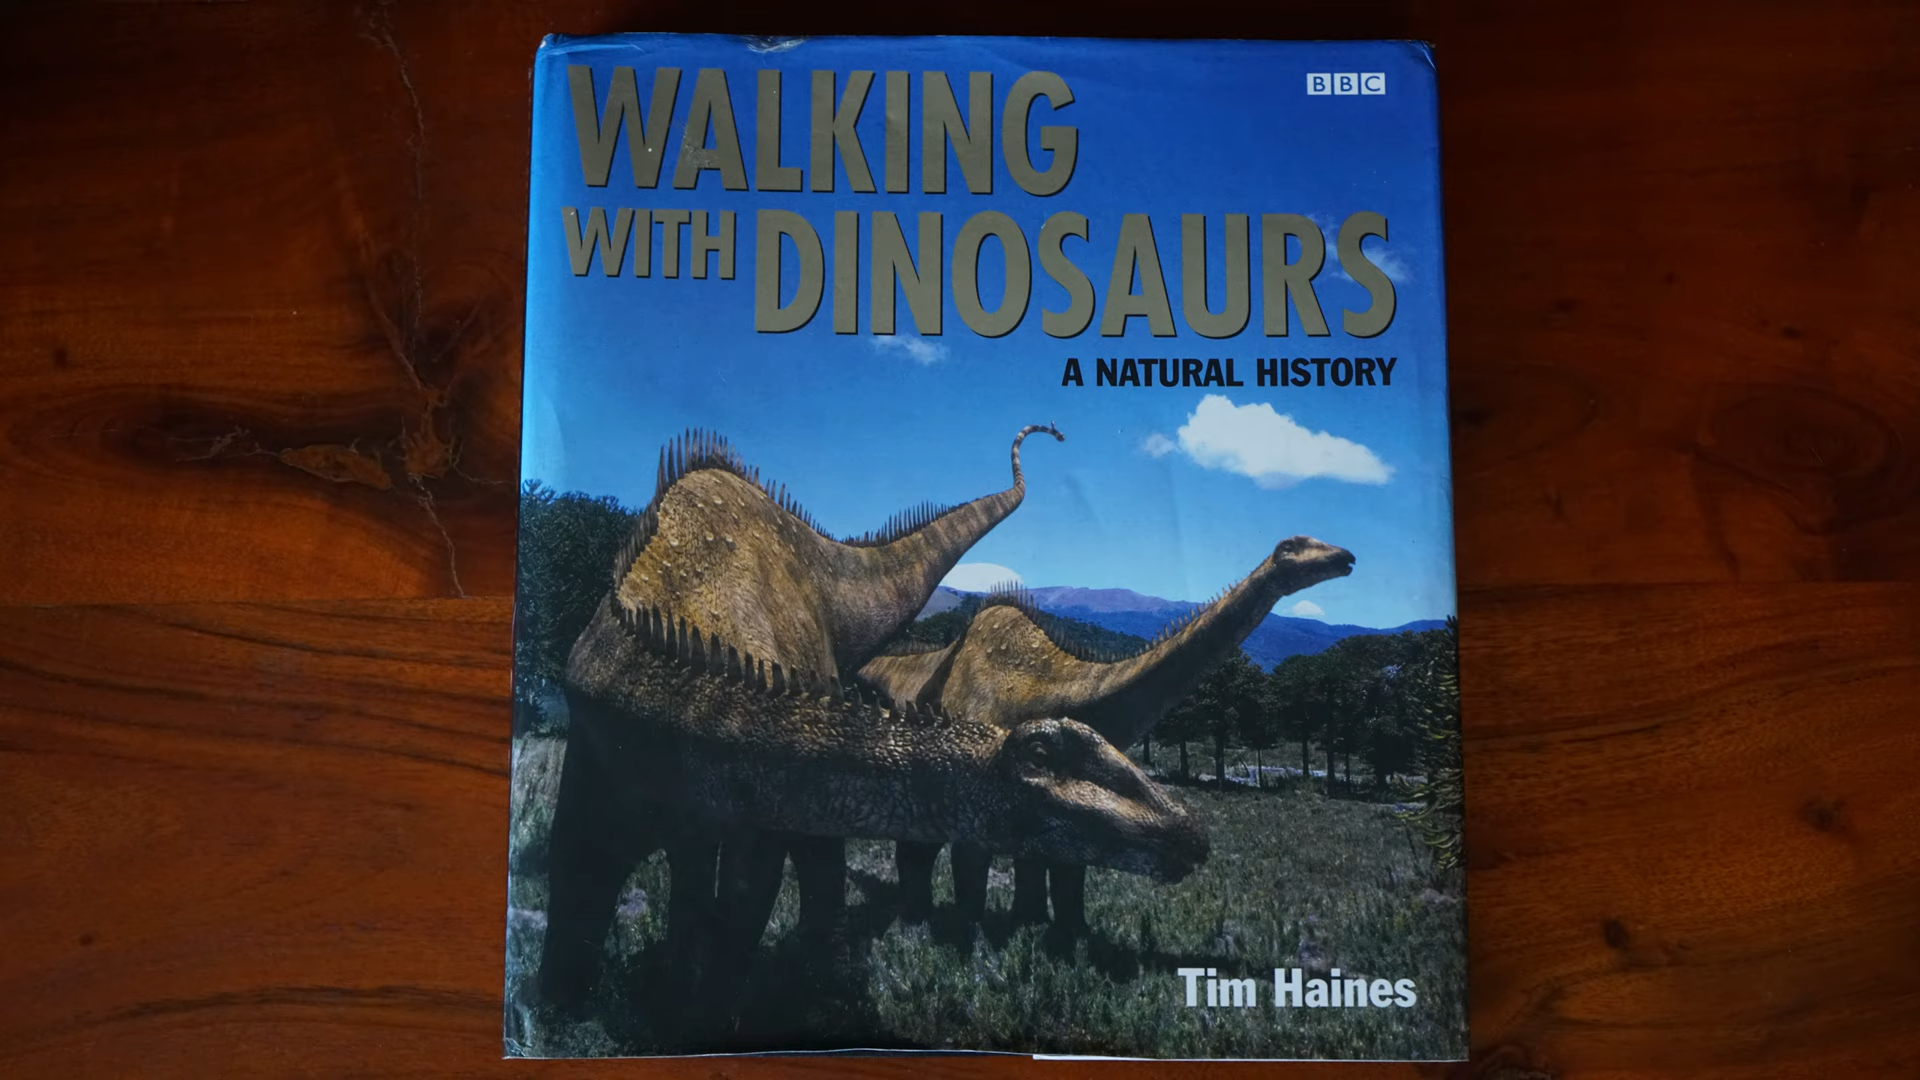 WALKING
BBC
WITH DINOSAURS
A NATURAL HISTORY
Tim Haines